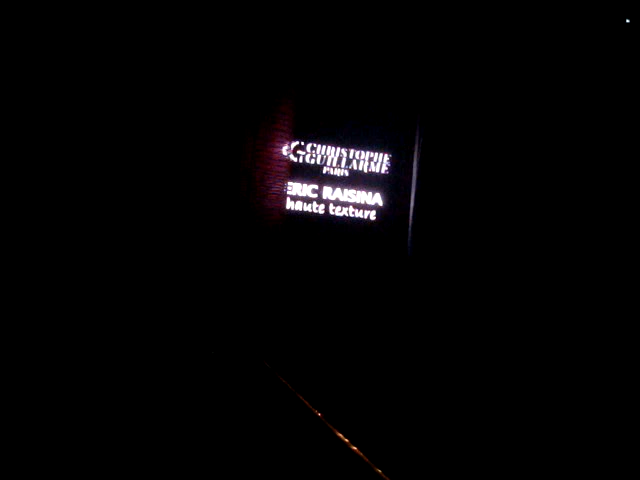 CHRISTOPHE
GUILLARME
PARIS
ERIC RAISINA
haute texture